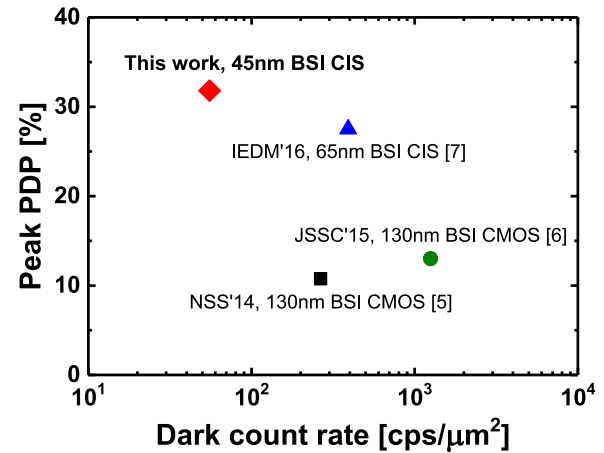 40
30
20
10
0
Peak PDP [%]
This work, 45nm BSI CIS
IEDM'16, 65nm BSI CIS [7]
JSSC'15, 130nm BSI CMOS [6]
NSS'14, 130nm BSI CMOS [5]
10¹ 10² 10³ 10⁴
Dark count rate [cps/μm²]